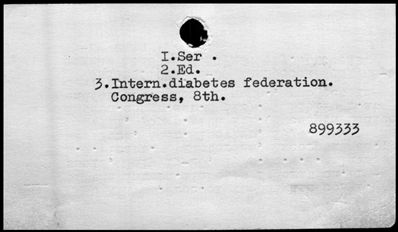 I.Ser .
2.Ed.
3.Intern.diabetes federation.
Congress, 8th.
899333